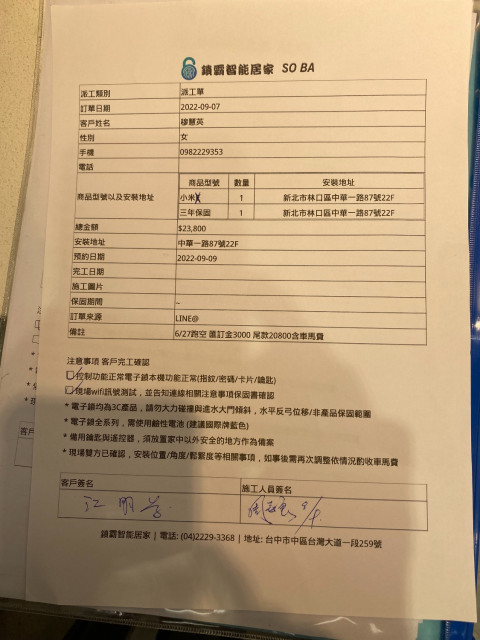 鎖霸智能居家 SO BA
派工類別 派工單
訂單日期 2022-09-07
客戶姓名 穆慧英
性別 女
手機 0982229353
電話
商品型號以及安裝地址
商品型號 數量 安裝地址
小米X 1 新北市林口區中華一路87號22F
三年保固 1 新北市林口區中華一路87號22F
總金額 $23,800
安裝地址 中華一路87號22F
預約日期 2022-09-09
完工日期
施工圖片
保固期間 –
訂單來源 LINE@
備註 6/27跑空 匯訂金3000 尾款20800含車馬費
注意事項 客戶完工確認
控制功能正常電子鎖本機功能正常(指紋/密碼/卡片/鑰匙)
現場wifi訊號測試，並告知連線相關注意事項保固書確認
* 電子鎖均為3C產品，請勿大力碰撞與進水大門傾斜，水平反弓位移/非產品保固範圍
* 電子鎖全系列，需使用鹼性電池 (建議國際牌藍色)
* 備用鑰匙與遙控器，須放置家中以外安全的地方作為備案
* 現場雙方已確認，安裝位置/角度/鬆緊度等相關事項，如事後需再次調整依情況酌收車馬費
客戶簽名 施工人員簽名
鎖霸智能居家 | 電話: (04)2229-3368 | 地址: 台中市中區台灣大道一段259號